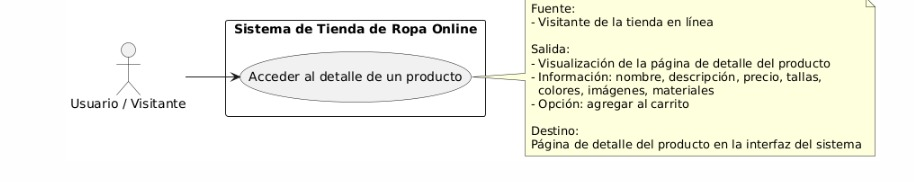 Sistema de Tienda de Ropa Online
Acceder al detalle de un producto
Usuario / Visitante
Fuente:
- Visitante de la tienda en línea
Salida:
- Visualización de la página de detalle del producto
- Información: nombre, descripción, precio, tallas,
colores, imágenes, materiales
- Opción: agregar al carrito
Destino:
Página de detalle del producto en la interfaz del sistema